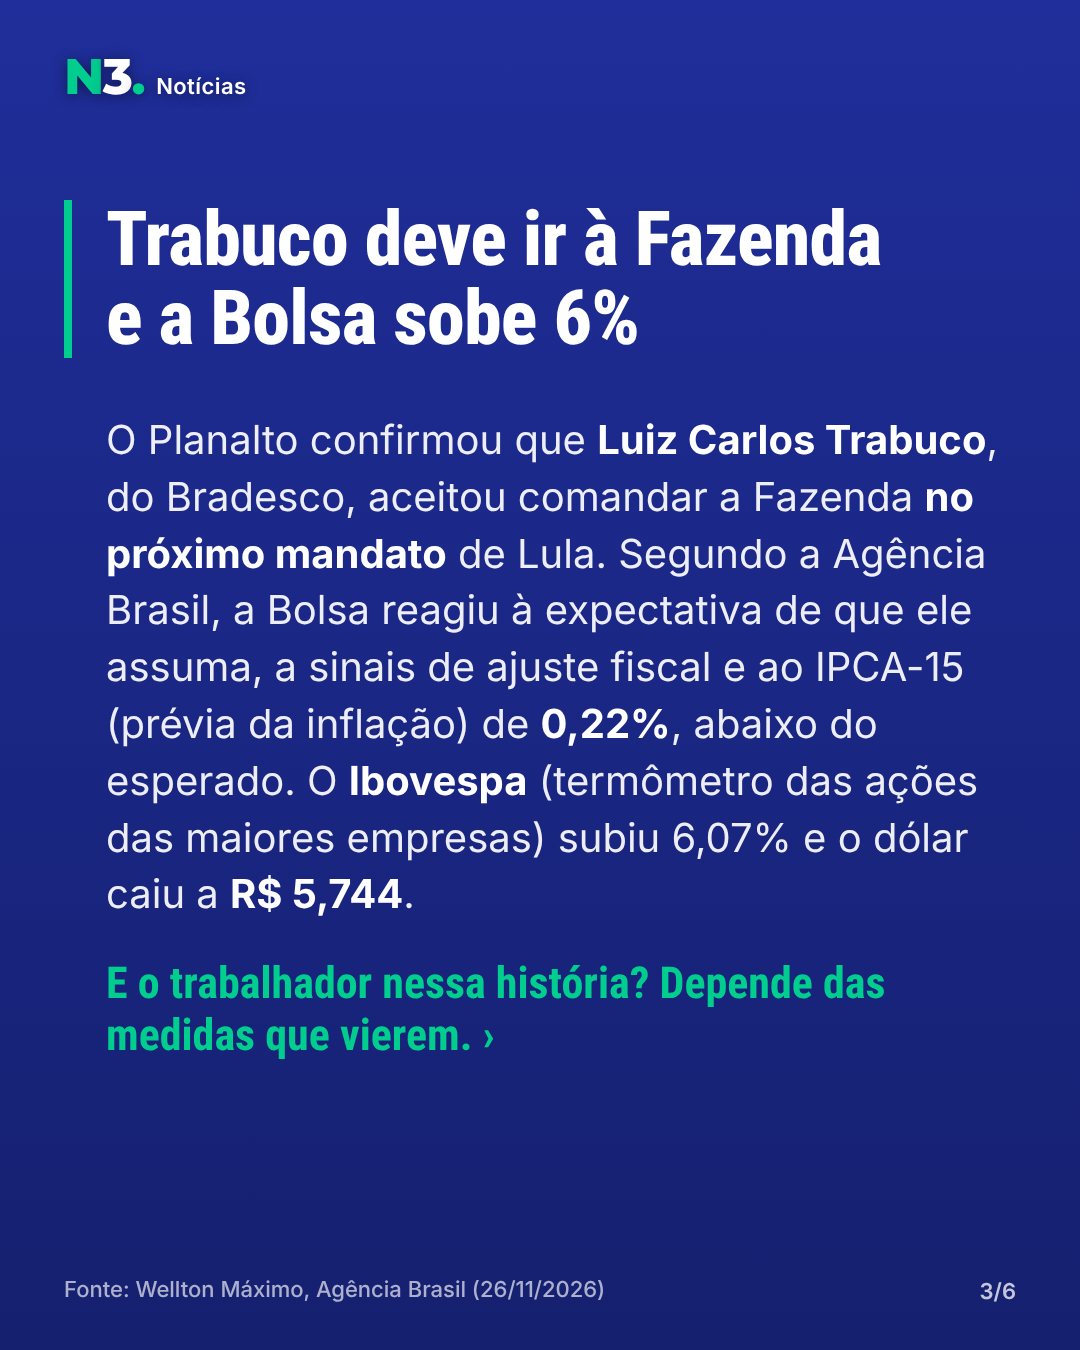 N3. Notícias
Trabuco deve ir à Fazenda
e a Bolsa sobe 6%
O Planalto confirmou que Luiz Carlos Trabuco,
do Bradesco, aceitou comandar a Fazenda no
próximo mandato de Lula. Segundo a Agência
Brasil, a Bolsa reagiu à expectativa de que ele
assuma, a sinais de ajuste fiscal e ao IPCA-15
(prévia da inflação) de 0,22%, abaixo do
esperado. O Ibovespa (termômetro das ações
das maiores empresas) subiu 6,07% e o dólar
caiu a R$ 5,744.
E o trabalhador nessa história? Depende das
medidas que vierem. ›
Fonte: Wellton Máximo, Agência Brasil (26/11/2026)
3/6